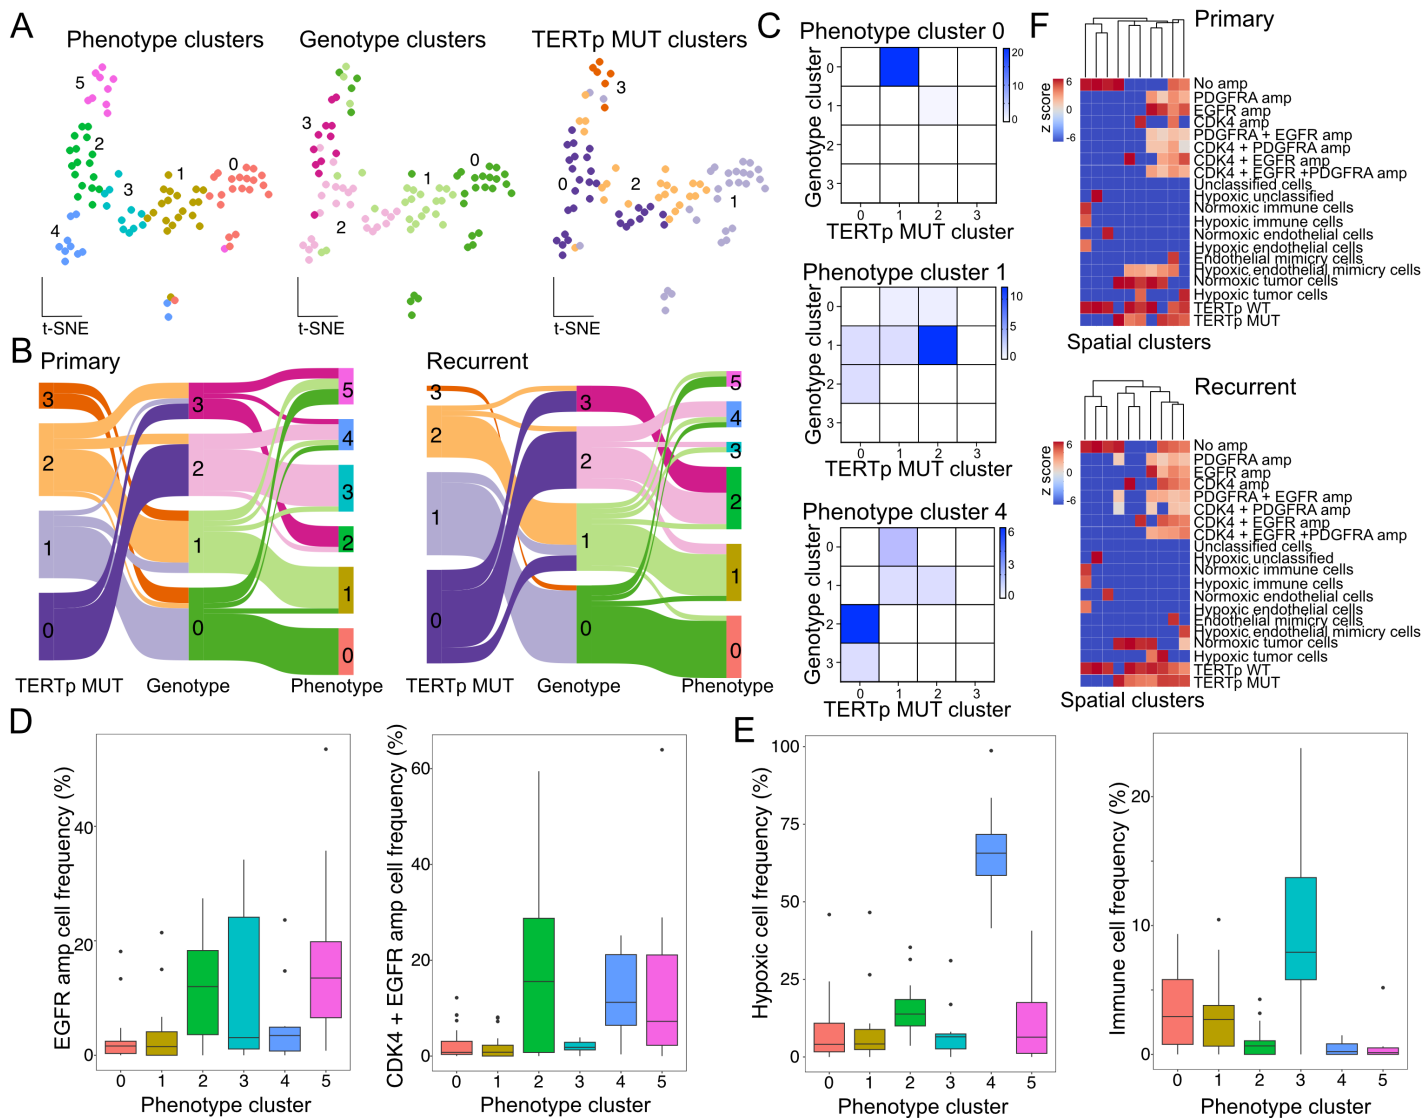 A
Phenotype clusters
Genotype clusters
TERTp MUT clusters
5
2
3
1
0
4
t-SNE
3
0
1
2
t-SNE
3
0
2
1
t-SNE
B
Primary
3
2
1
0
3
2
1
0
5
4
3
2
1
0
TERTp MUT
Genotype
Phenotype
Recurrent
3
2
1
0
3
2
1
0
5
4
3
2
1
0
TERTp MUT
Genotype
Phenotype
C
Phenotype cluster 0
Genotype cluster
0
1
2
3
0
1
2
3
TERTp MUT cluster
20
10
0
Phenotype cluster 1
Genotype cluster
0
1
2
3
0
1
2
3
TERTp MUT cluster
10
5
0
Phenotype cluster 4
Genotype cluster
0
1
2
3
0
1
2
3
TERTp MUT cluster
6
3
0
F
Primary
z score
6
-6
No amp
PDGFRA amp
EGFR amp
CDK4 amp
PDGFRA + EGFR amp
CDK4 + PDGFRA amp
CDK4 + EGFR amp
CDK4 + EGFR +PDGFRA amp
Unclassified cells
Hypoxic unclassified
Normoxic immune cells
Hypoxic immune cells
Normoxic endothelial cells
Hypoxic endothelial cells
Endothelial mimicry cells
Hypoxic endothelial mimicry cells
Normoxic tumor cells
Hypoxic tumor cells
TERTp WT
TERTp MUT
Spatial clusters
Recurrent
z score
6
-6
No amp
PDGFRA amp
EGFR amp
CDK4 amp
PDGFRA + EGFR amp
CDK4 + PDGFRA amp
CDK4 + EGFR amp
CDK4 + EGFR +PDGFRA amp
Unclassified cells
Hypoxic unclassified
Normoxic immune cells
Hypoxic immune cells
Normoxic endothelial cells
Hypoxic endothelial cells
Endothelial mimicry cells
Hypoxic endothelial mimicry cells
Normoxic tumor cells
Hypoxic tumor cells
TERTp WT
TERTp MUT
Spatial clusters
D
EGFR amp cell frequency (%)
40
20
0
0 1 2 3 4 5
Phenotype cluster
CDK4 + EGFR amp cell frequency (%)
60
40
20
0
0 1 2 3 4 5
Phenotype cluster
E
Hypoxic cell frequency (%)
100
75
50
25
0
0 1 2 3 4 5
Phenotype cluster
Immune cell frequency (%)
20
10
0
0 1 2 3 4 5
Phenotype cluster